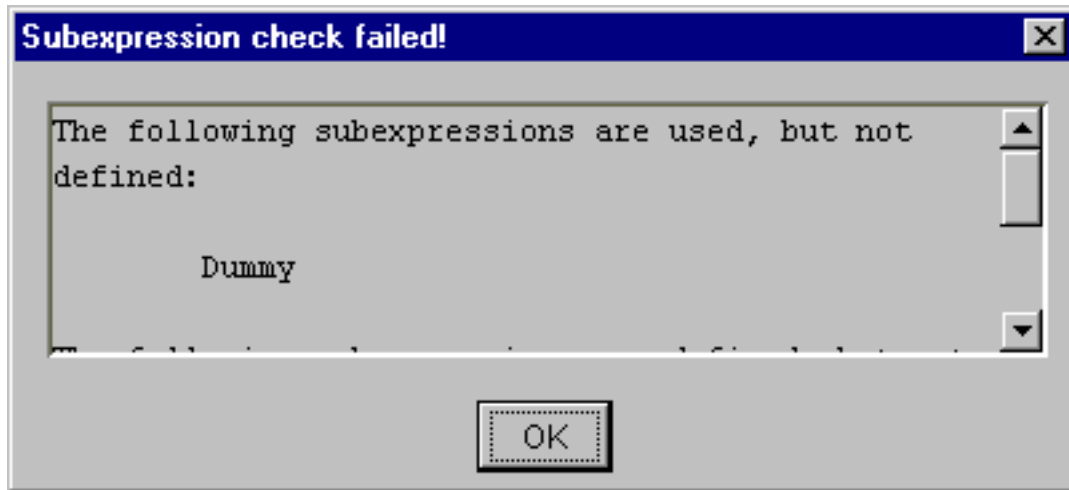 Subexpression check failed!
The following subexpressions are used, but not
defined:
Dummy
OK